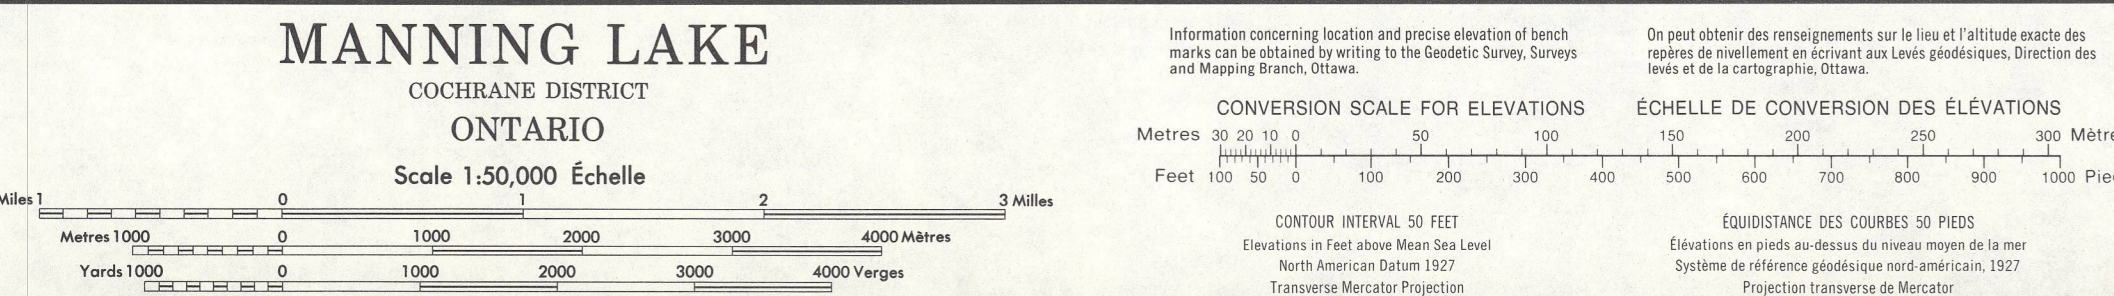 MANNING LAKE
COCHRANE DISTRICT
ONTARIO
Scale 1:50,000 Échelle
Miles 1 0 1 2 3 Milles
Metres 1000 0 1000 2000 3000 4000 Mètres
Yards 1000 0 1000 2000 3000 4000 Verges
Information concerning location and precise elevation of bench
marks can be obtained by writing to the Geodetic Survey, Surveys
and Mapping Branch, Ottawa.
On peut obtenir des renseignements sur le lieu et l'altitude exacte des
repères de nivellement en écrivant aux Levés géodésiques, Direction des
levés et de la cartographie, Ottawa.
CONVERSION SCALE FOR ELEVATIONS ÉCHELLE DE CONVERSION DES ÉLÉVATIONS
Metres 30 20 10 0 50 100 150 200 250 300 Mètre
Feet 100 50 0 100 200 300 400 500 600 700 800 900 1000 Pie
CONTOUR INTERVAL 50 FEET
Elevations in Feet above Mean Sea Level
North American Datum 1927
Transverse Mercator Projection
ÉQUIDISTANCE DES COURBES 50 PIEDS
Élévations en pieds au-dessus du niveau moyen de la mer
Système de référence géodésique nord-américain, 1927
Projection transverse de Mercator